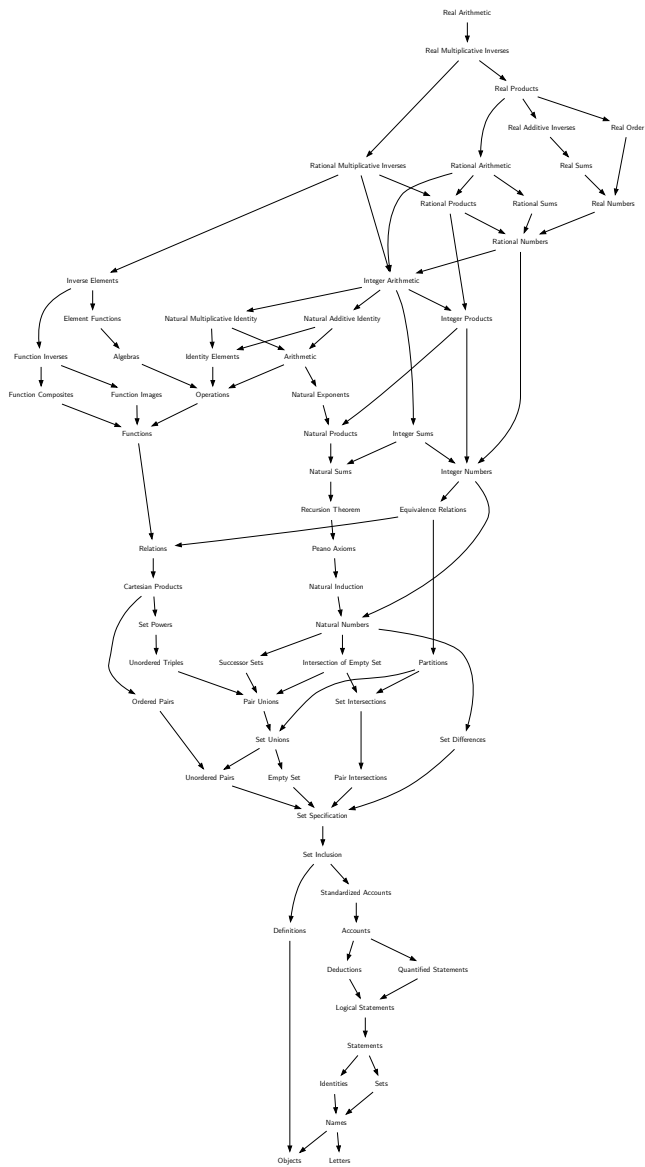 Real Arithmetic
Real Multiplicative Inverses
Real Products
Real Additive Inverses
Real Order
Rational Multiplicative Inverses
Rational Arithmetic
Real Sums
Rational Products
Rational Sums
Real Numbers
Rational Numbers
Inverse Elements
Integer Arithmetic
Element Functions
Natural Multiplicative Identity
Natural Additive Identity
Integer Products
Function Inverses
Algebras
Identity Elements
Arithmetic
Function Composites
Function Images
Operations
Natural Exponents
Functions
Natural Products
Integer Sums
Natural Sums
Integer Numbers
Recursion Theorem
Equivalence Relations
Relations
Peano Axioms
Cartesian Products
Natural Induction
Set Powers
Natural Numbers
Unordered Triples
Successor Sets
Intersection of Empty Set
Partitions
Ordered Pairs
Pair Unions
Set Intersections
Set Unions
Set Differences
Unordered Pairs
Empty Set
Pair Intersections
Set Specification
Set Inclusion
Standardized Accounts
Definitions
Accounts
Deductions
Quantified Statements
Logical Statements
Statements
Identities
Sets
Names
Objects
Letters